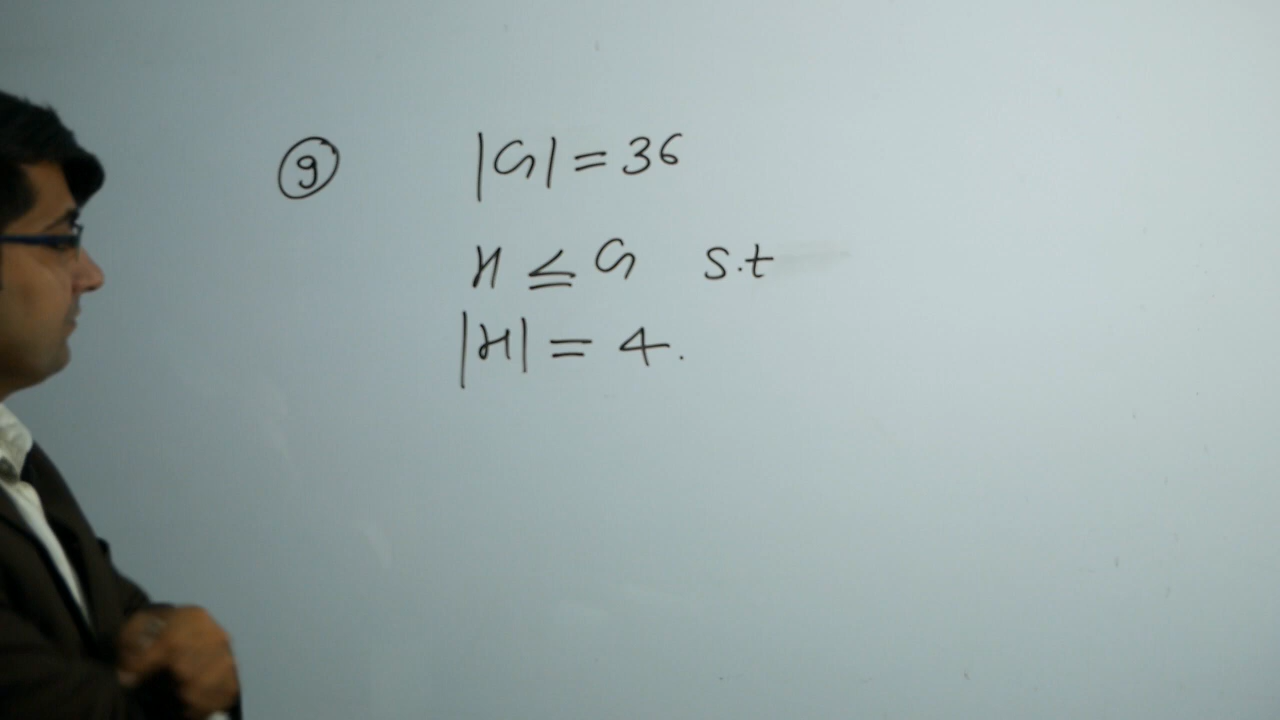 ⑨ |G| = 36
H ≤ G s.t
|H| = 4.